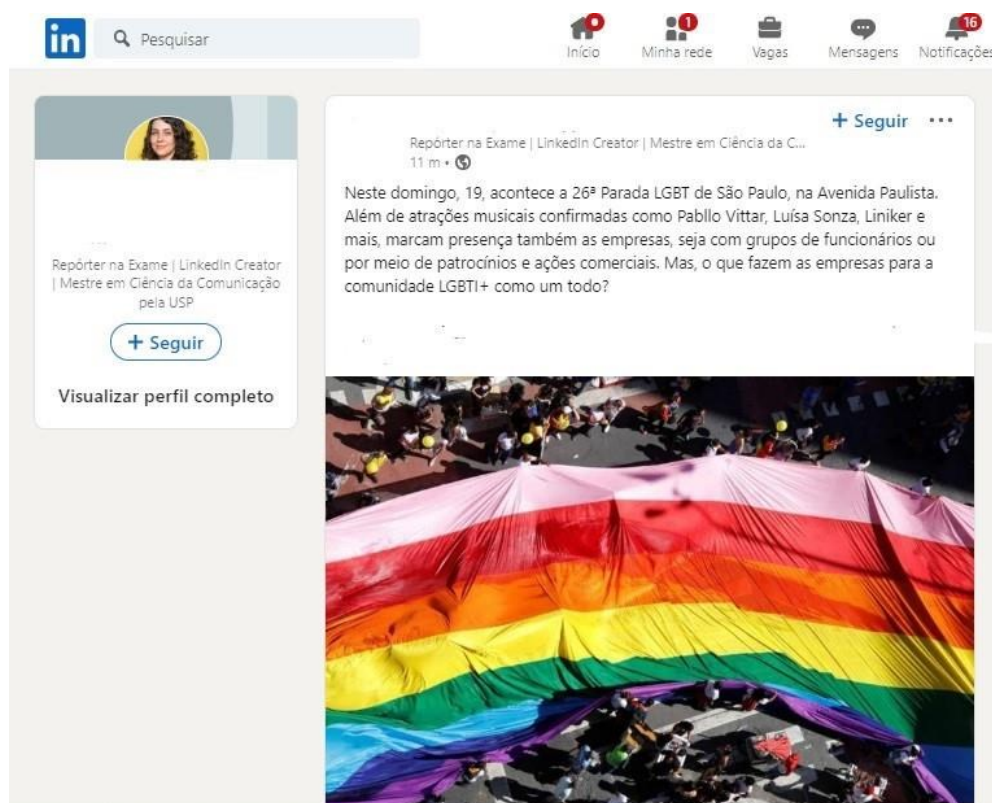 in
Pesquisar
Início
1
Minha rede
Vagas
Mensagens
16
Notificações
Repórter na Exame | LinkedIn Creator
| Mestre em Ciência da Comunicação
pela USP
+ Seguir
Visualizar perfil completo
+ Seguir
Repórter na Exame | LinkedIn Creator | Mestre em Ciência da C...
11 m •
Neste domingo, 19, acontece a 26ª Parada LGBT de São Paulo, na Avenida Paulista.
Além de atrações musicais confirmadas como Pabllo Vittar, Luísa Sonza, Liniker e
mais, marcam presença também as empresas, seja com grupos de funcionários ou
por meio de patrocínios e ações comerciais. Mas, o que fazem as empresas para a
comunidade LGBTI+ como um todo?